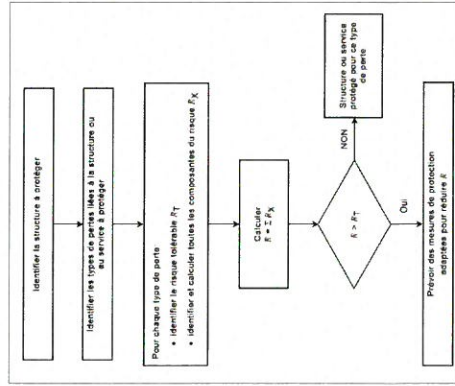 Identifier la structure à protéger
Identifier les types de pertes liées à la structure ou
au service à protéger
Pour chaque type de perte
• identifier le risque tolérable RT
• identifier et calculer toutes les composantes du risque RX
Calculer
R = Σ RX
R > RT
NON
Structure ou service
protégé pour ce type
de perte
Oui
Prévoir des mesures de protection
adaptées pour réduire R